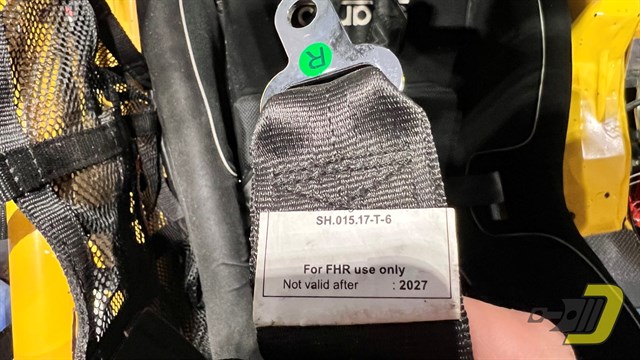 R
SH.015.17-T-6
For FHR use only
Not valid after : 2027